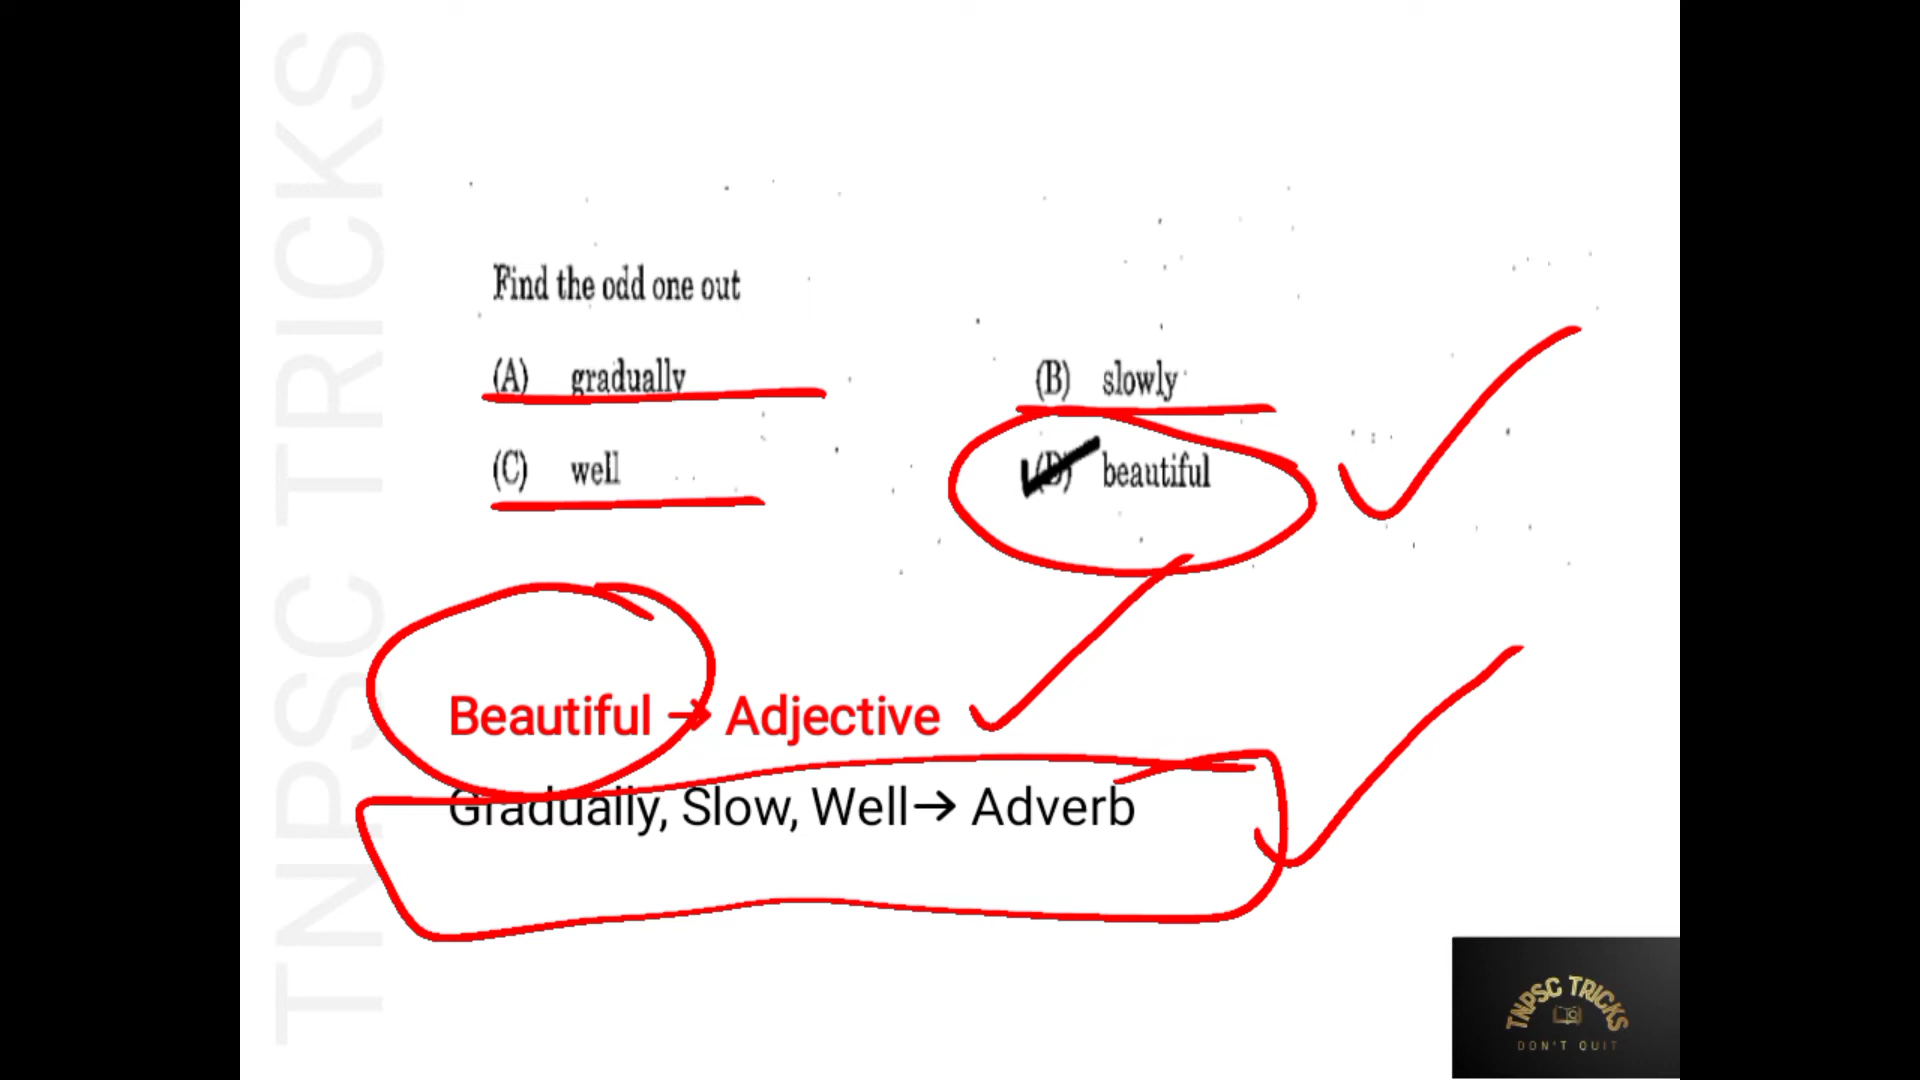 TNPSC TRICKS
Find the odd one out
(A) gradually (B) slowly
(C) well (D) beautiful
Beautiful → Adjective
Gradually, Slow, Well→ Adverb
TNPSC TRICKS
DON'T QUIT